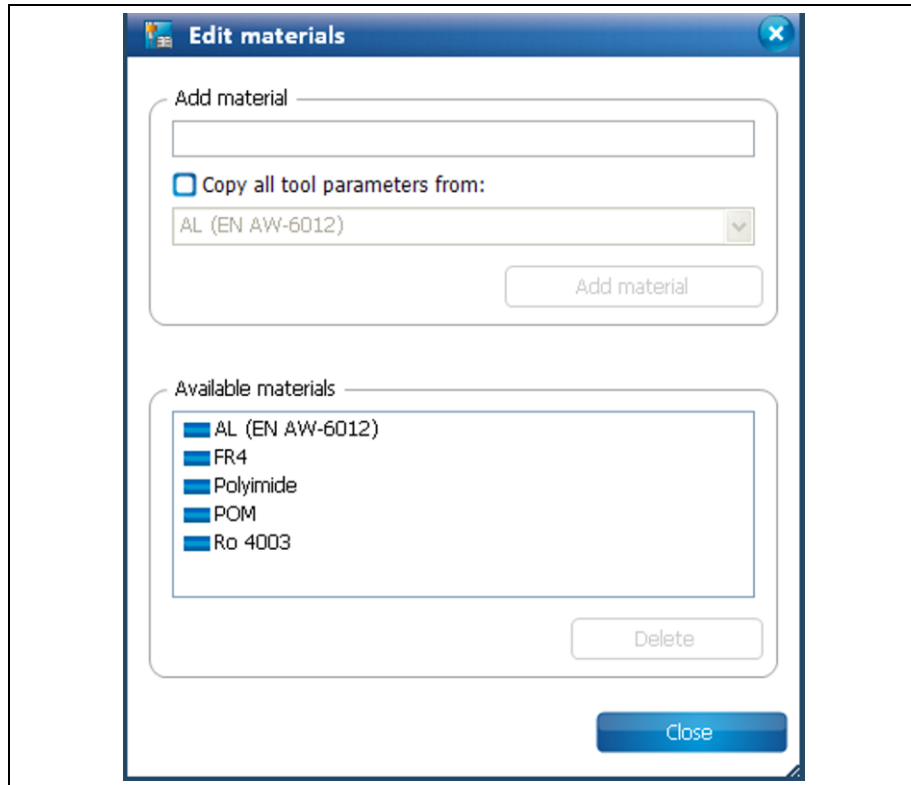 Edit materials
Add material
Copy all tool parameters from:
AL (EN AW-6012)
Add material
Available materials
AL (EN AW-6012)
FR4
Polyimide
POM
Ro 4003
Delete
Close